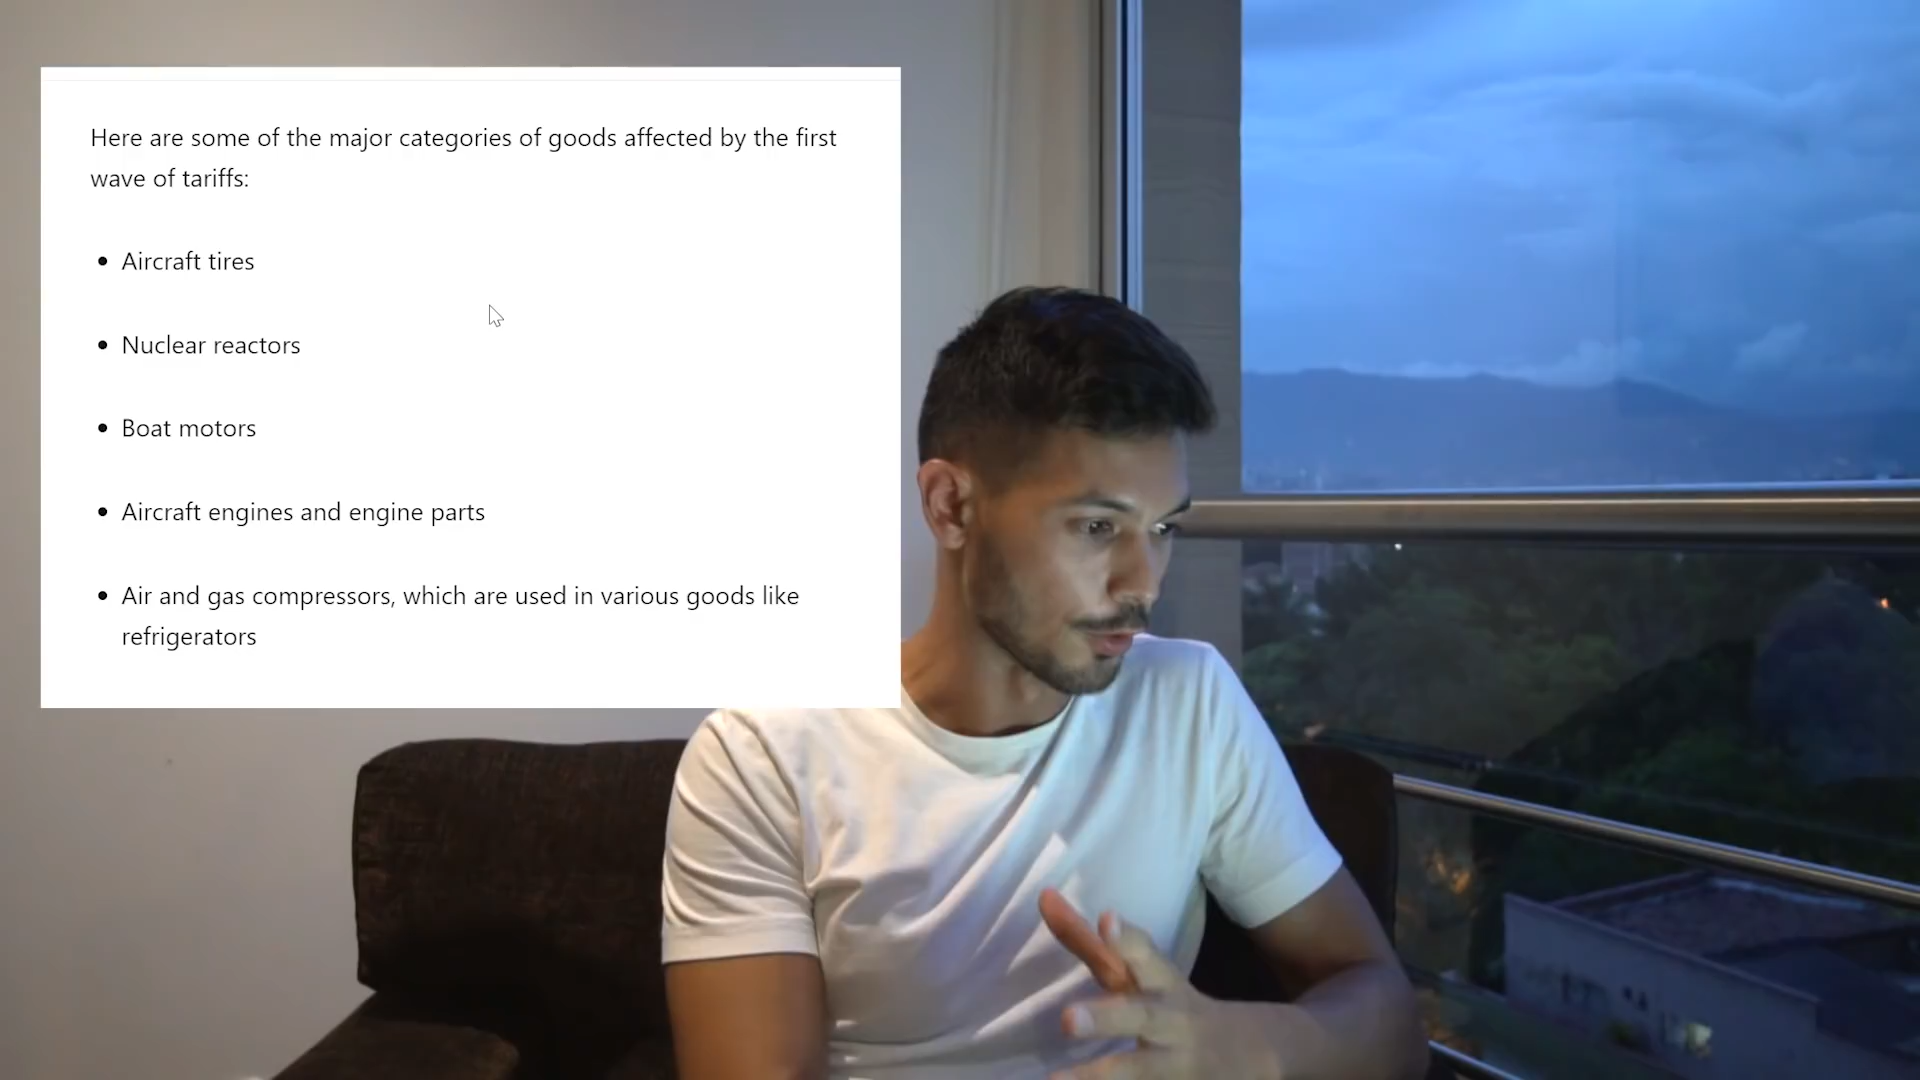 Here are some of the major categories of goods affected by the first
wave of tariffs:
• Aircraft tires
• Nuclear reactors
• Boat motors
• Aircraft engines and engine parts
• Air and gas compressors, which are used in various goods like
refrigerators